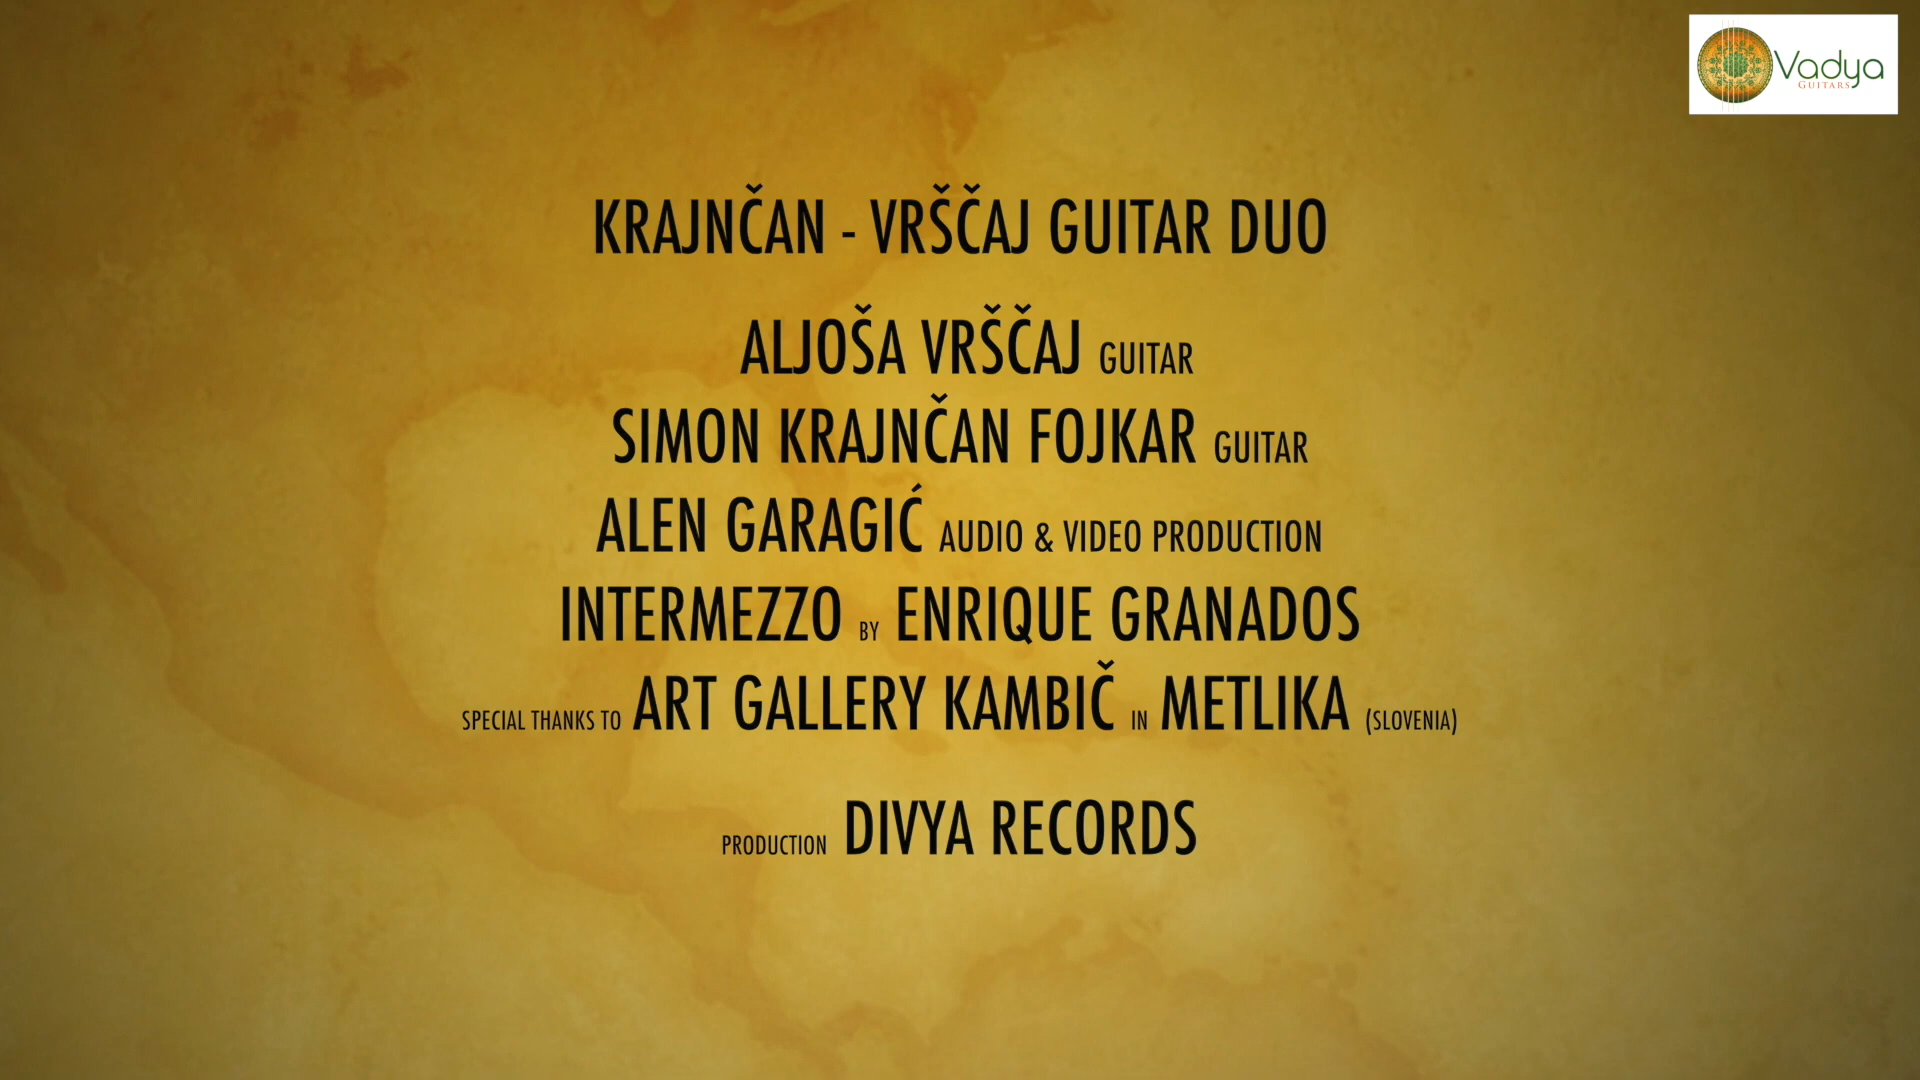 Vadya
GUITARS
KRAJNČAN - VRŠČAJ GUITAR DUO
ALJOŠA VRŠČAJ GUITAR
SIMON KRAJNČAN FOJKAR GUITAR
ALEN GARAGIĆ AUDIO & VIDEO PRODUCTION
INTERMEZZO BY ENRIQUE GRANADOS
SPECIAL THANKS TO ART GALLERY KAMBIČ IN METLIKA (SLOVENIA)
PRODUCTION DIVYA RECORDS